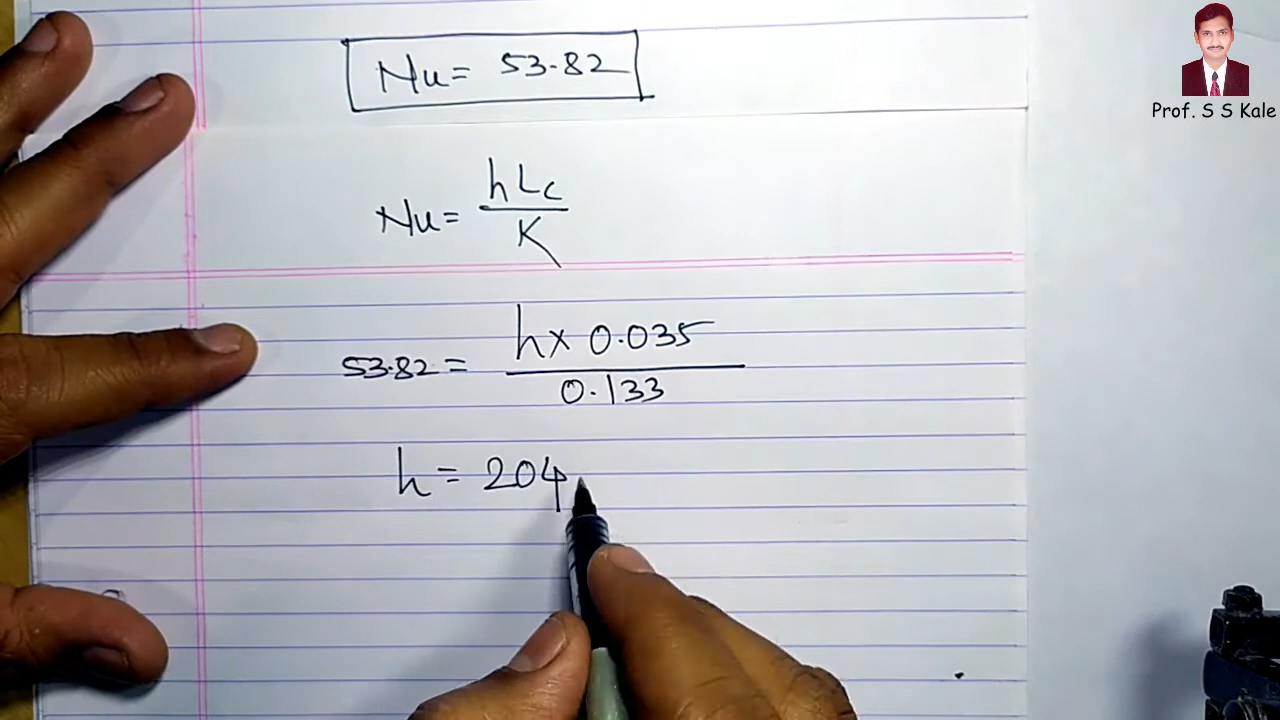 Nu = 53.82
Prof. S S Kale
Nu = hLc / K
53.82 = h x 0.035 / 0.133
h = 204